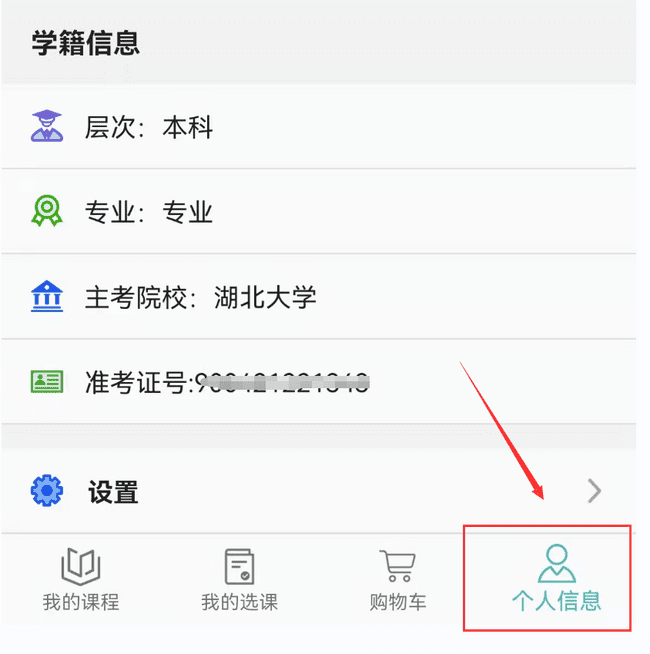 学籍信息
层次：本科
专业：专业
主考院校：湖北大学
准考证号:
设置
我的课程
我的选课
购物车
个人信息